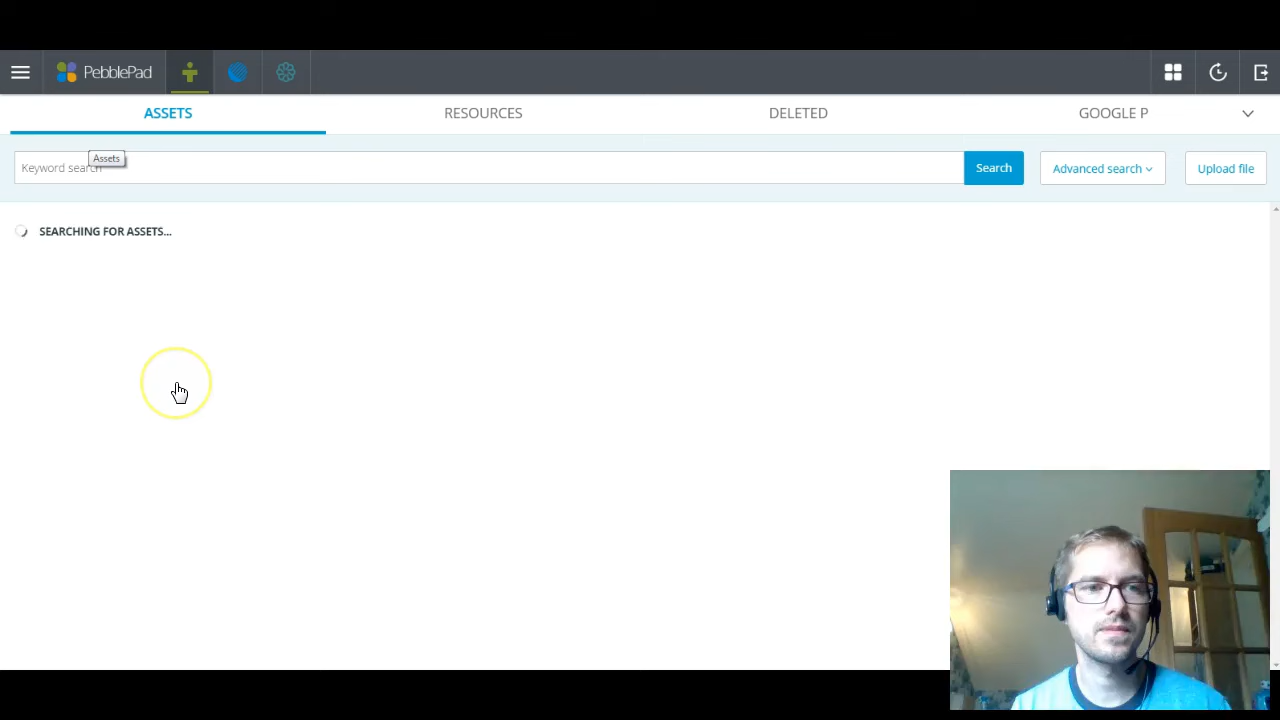 PebblePad
ASSETS RESOURCES DELETED GOOGLE P
Assets
Keyword search Search Advanced search Upload file
SEARCHING FOR ASSETS...